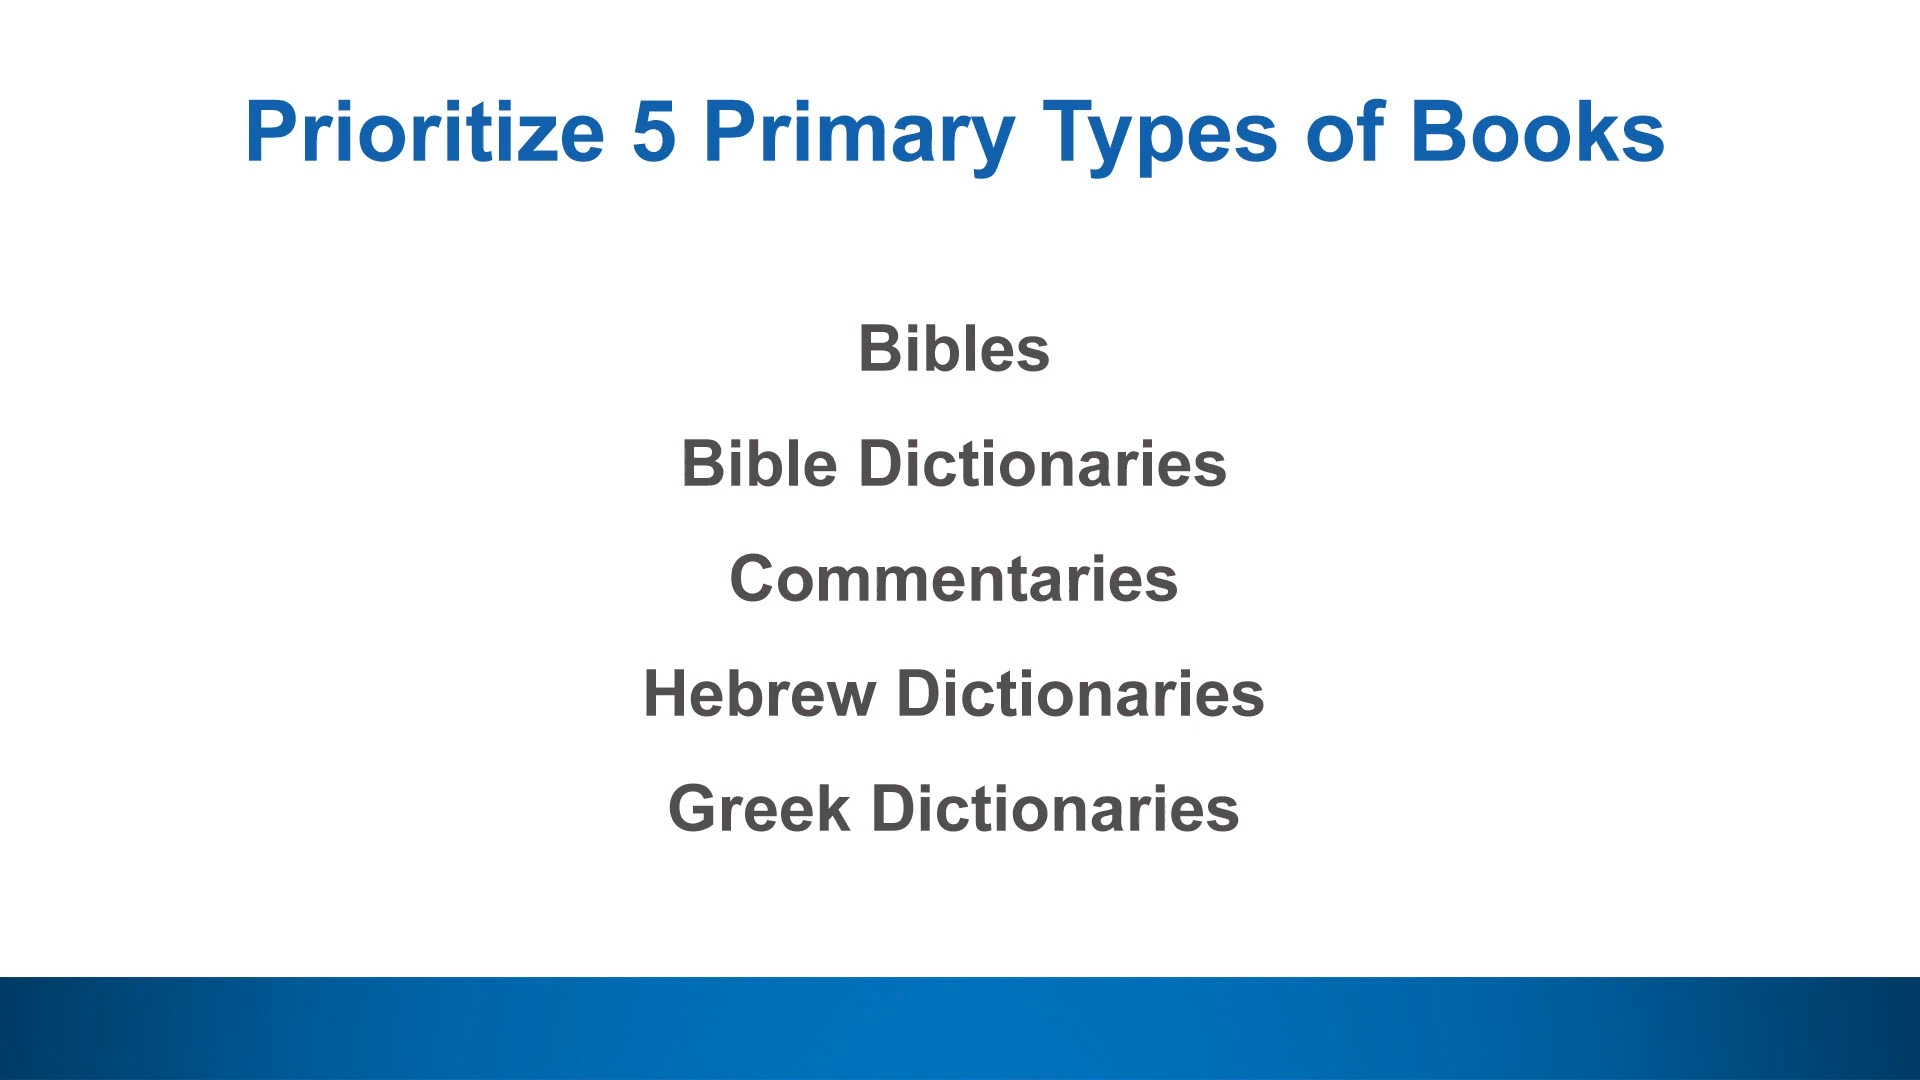 Prioritize 5 Primary Types of Books
Bibles
Bible Dictionaries
Commentaries
Hebrew Dictionaries
Greek Dictionaries